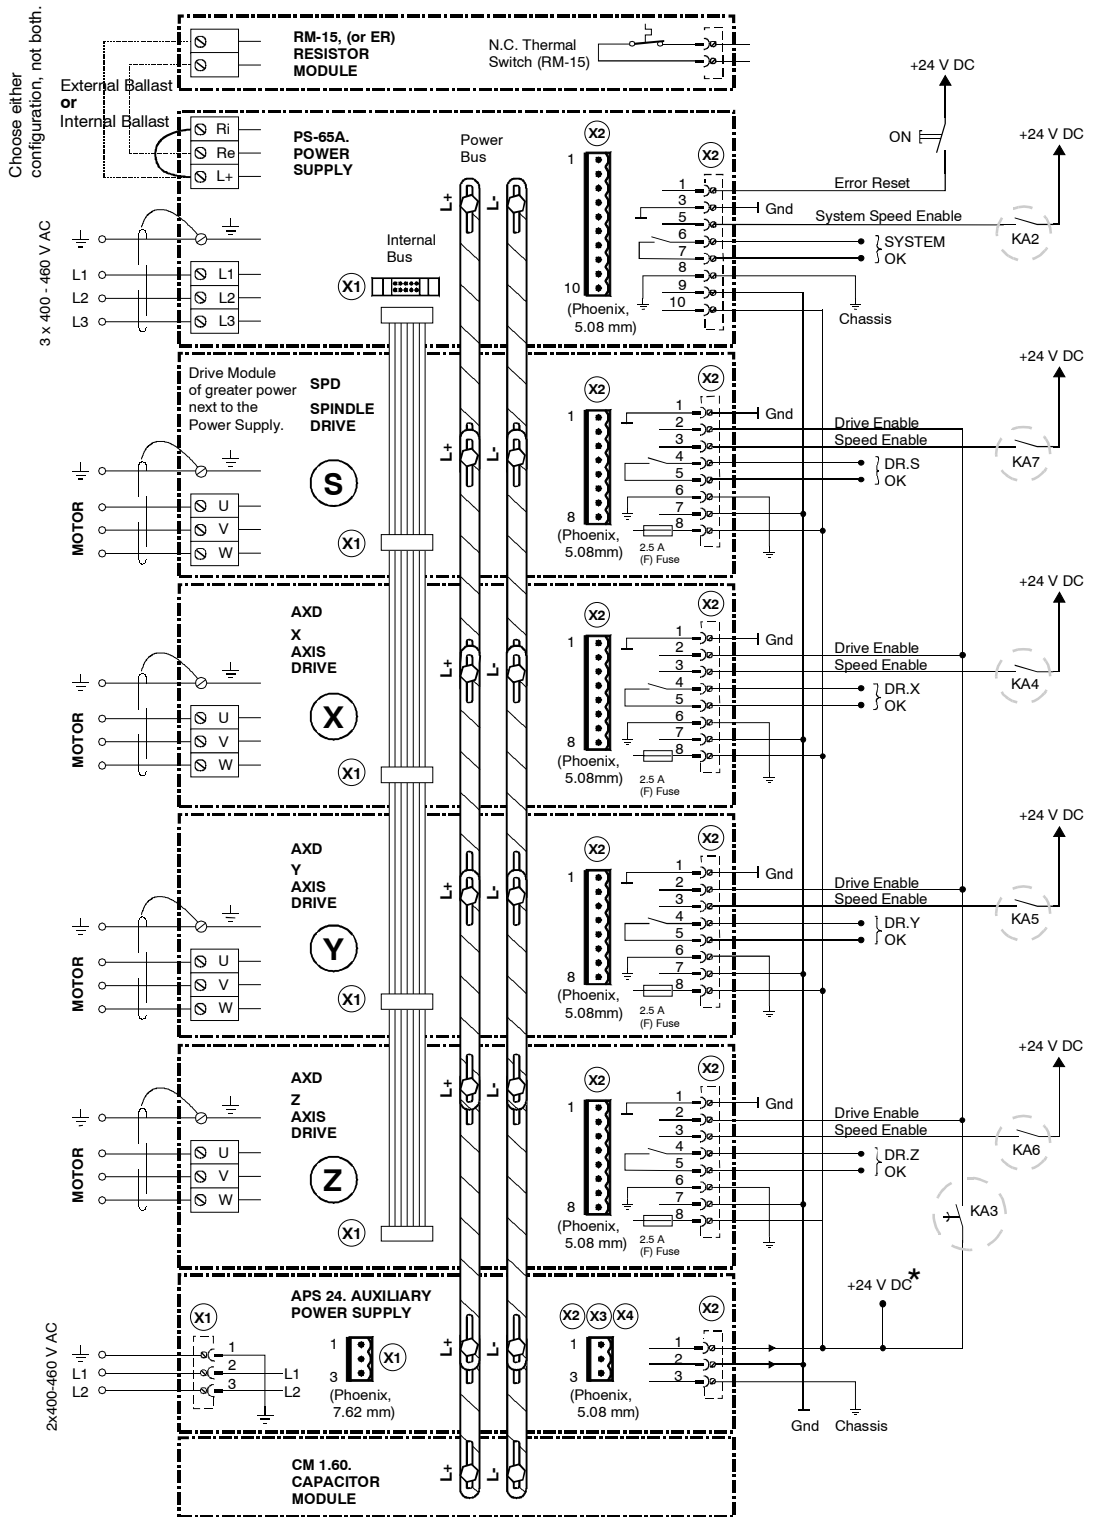 Choose either
configuration, not both.
RM-15, (or ER)
RESISTOR
MODULE
N.C. Thermal
Switch (RM-15)
External Ballast
or
Internal Ballast
Ri
Re
L+
PS-65A.
POWER
SUPPLY
Power
Bus
L+
L-
X2
1
10
(Phoenix,
5.08 mm)
X2
1
3
5
6
7
8
9
10
+24 V DC
ON
Error Reset
Gnd
System Speed Enable
+24 V DC
KA2
SYSTEM
OK
Chassis
3 x 400 - 460 V AC
L1
L2
L3
L1
L2
L3
Internal
Bus
X1
Drive Module
of greater power
next to the
Power Supply.
SPD
SPINDLE
DRIVE
S
MOTOR
U
V
W
X1
L+
L-
X2
1
8
(Phoenix,
5.08mm)
X2
1
2
3
4
5
6
7
8
2.5 A
(F) Fuse
Gnd
Drive Enable
Speed Enable
DR.S
OK
+24 V DC
KA7
AXD
X
AXIS
DRIVE
X
MOTOR
U
V
W
X1
L+
L-
X2
1
8
(Phoenix,
5.08mm)
X2
1
2
3
4
5
6
7
8
2.5 A
(F) Fuse
Gnd
Drive Enable
Speed Enable
DR.X
OK
+24 V DC
KA4
AXD
Y
AXIS
DRIVE
Y
MOTOR
U
V
W
X1
L+
L-
X2
1
8
(Phoenix,
5.08mm)
X2
1
2
3
4
5
6
7
8
2.5 A
(F) Fuse
Gnd
Drive Enable
Speed Enable
DR.Y
OK
+24 V DC
KA5
AXD
Z
AXIS
DRIVE
Z
MOTOR
U
V
W
X1
L+
L-
X2
1
8
(Phoenix,
5.08 mm)
X2
1
2
3
4
5
6
7
8
2.5 A
(F) Fuse
Gnd
Drive Enable
Speed Enable
DR.Z
OK
+24 V DC
KA6
KA3
+24 V DC*
APS 24. AUXILIARY
POWER SUPPLY
2x400-460 V AC
L1
L2
X1
1
2
3
L1
L2
1
3
X1
(Phoenix,
7.62 mm)
L+
L-
X2 X3 X4
1
3
(Phoenix,
5.08 mm)
X2
1
2
3
Gnd
Chassis
CM 1.60.
CAPACITOR
MODULE
L+
L-